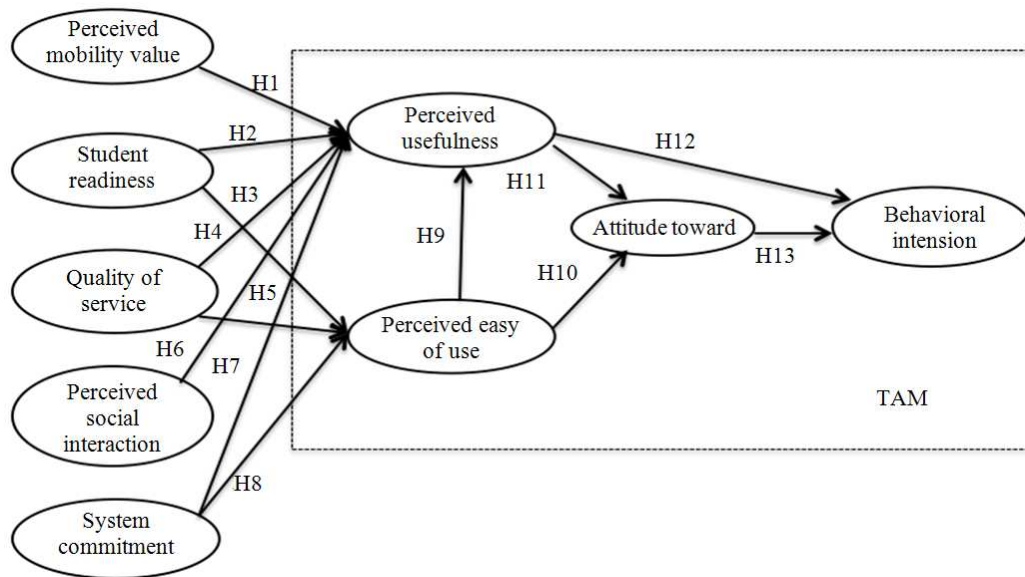 Perceived
mobility value
H1
Perceived
usefulness
H12
H2
Student
readiness
H11
H3
Attitude toward
Behavioral
intension
H4
H9
H13
H10
Quality of
service
H5
Perceived easy
of use
H6
H7
Perceived
social
interaction
TAM
H8
System
commitment